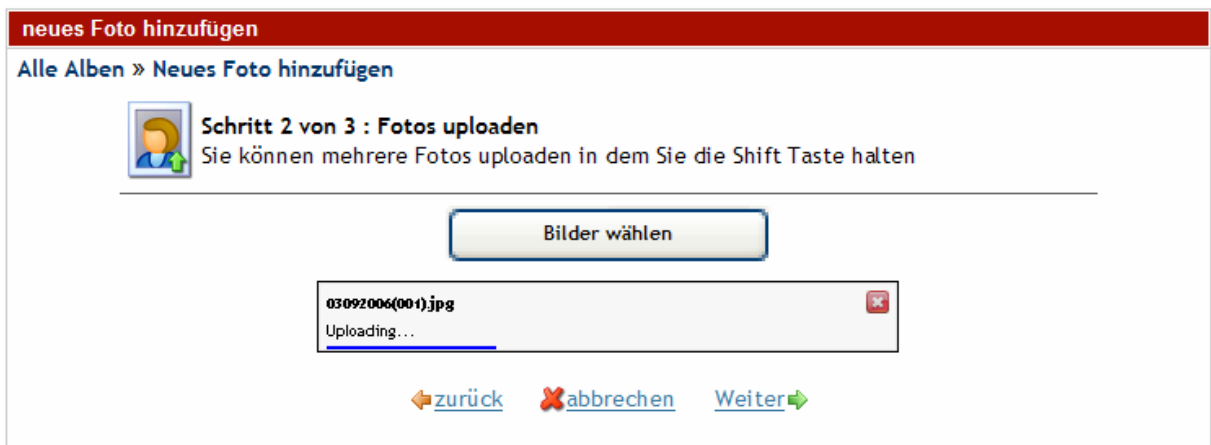 neues Foto hinzufügen
Alle Alben » Neues Foto hinzufügen
Schritt 2 von 3 : Fotos uploaden
Sie können mehrere Fotos uploaden in dem Sie die Shift Taste halten
Bilder wählen
03092006(001).jpg
Uploading...
zurück abbrechen Weiter